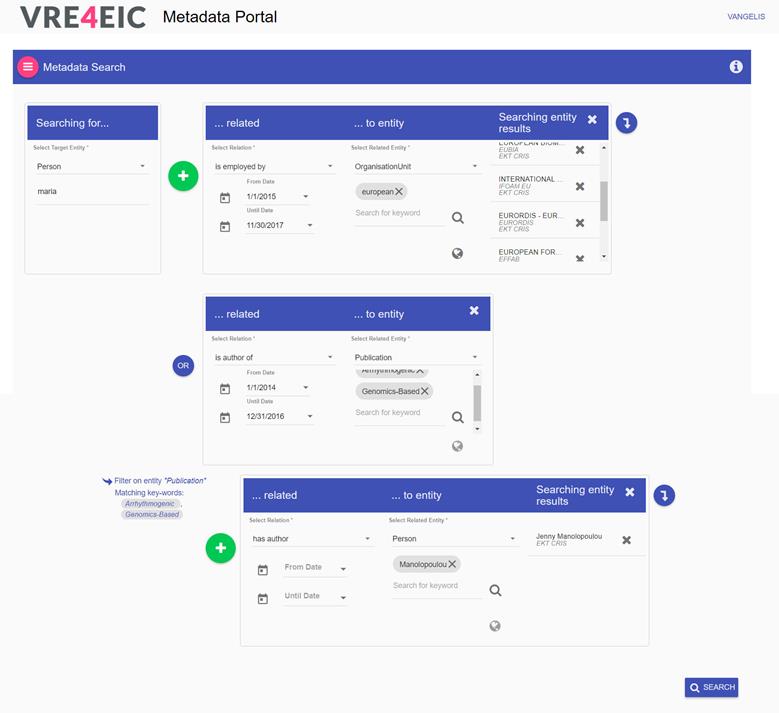 VRE4EIC Metadata Portal
VANGELIS
Metadata Search
Searching for...
Select Target Entity *
Person
maria
... related
... to entity
Searching entity
results
Select Relation *
is employed by
From Date
1/1/2015
Until Date
11/30/2017
Select Related Entity *
OrganisationUnit
european
Search for keyword
EUROPEAN BIOM...
EUBIA
EKT CRIS
INTERNATIONAL ...
IFOAM EU
EKT CRIS
EURORDIS - EUR...
EURORDIS
EKT CRIS
EUROPEAN FOR...
EFFAB
OR
... related
... to entity
Select Relation *
is author of
From Date
1/1/2014
Until Date
12/31/2016
Select Related Entity *
Publication
Arrhythmogenic
Genomics-Based
Search for keyword
Filter on entity "Publication"
Matching key-words:
Arrhythmogenic,
Genomics-Based
... related
... to entity
Searching entity
results
Select Relation *
has author
From Date
Until Date
Select Related Entity *
Person
Manolopoulou
Search for keyword
Jenny Manolopoulou
EKT CRIS
SEARCH